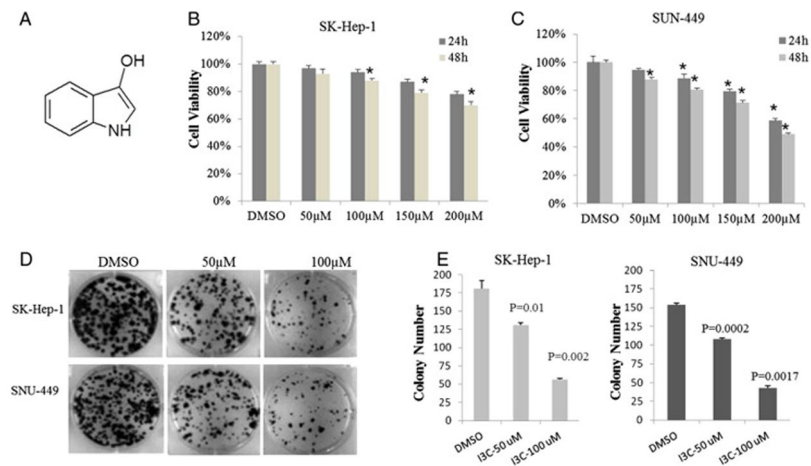 A
OH
NH
B
SK-Hep-1
24h
48h
Cell Viability
120%
100%
80%
60%
40%
20%
0%
* * *
DMSO 50µM 100µM 150µM 200µM
C
SUN-449
24h
48h
Cell Viability
120%
100%
80%
60%
40%
20%
0%
* * * * * * *
DMSO 50µM 100µM 150µM 200µM
D
DMSO 50µM 100µM
SK-Hep-1
SNU-449
E
SK-Hep-1
Colony Number
200
175
150
125
100
75
50
25
0
P=0.01
P=0.002
DMSO I3C-50 uM I3C-100 uM
SNU-449
Colony Number
200
175
150
125
100
75
50
25
0
P=0.0002
P=0.0017
DMSO I3C-50 uM I3C-100 uM